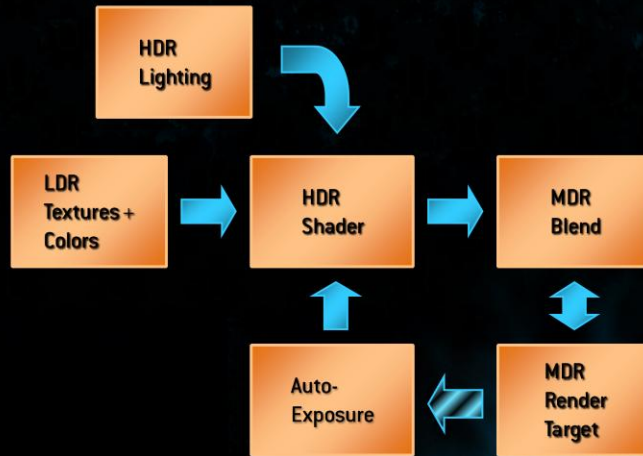 HDR
Lighting
LDR
Textures +
Colors
HDR
Shader
MDR
Blend
Auto-
Exposure
MDR
Render
Target